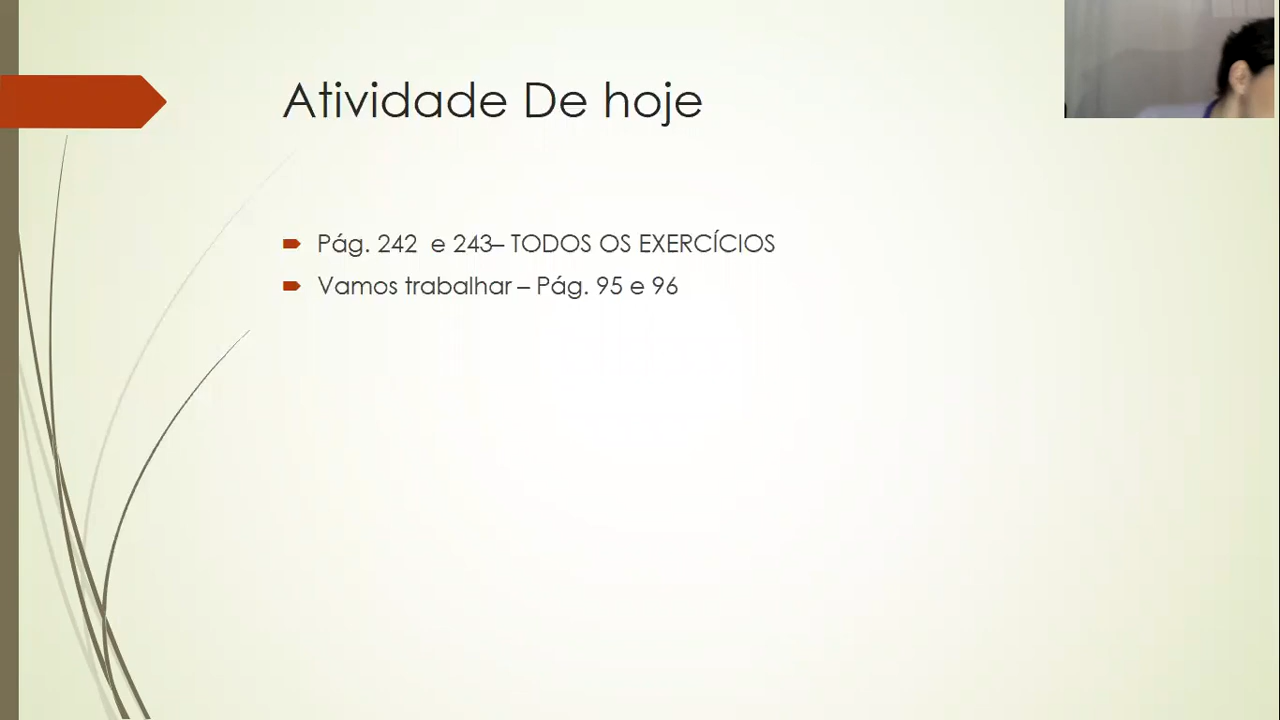 Atividade De hoje
Pág. 242 e 243– TODOS OS EXERCÍCIOS
Vamos trabalhar – Pág. 95 e 96